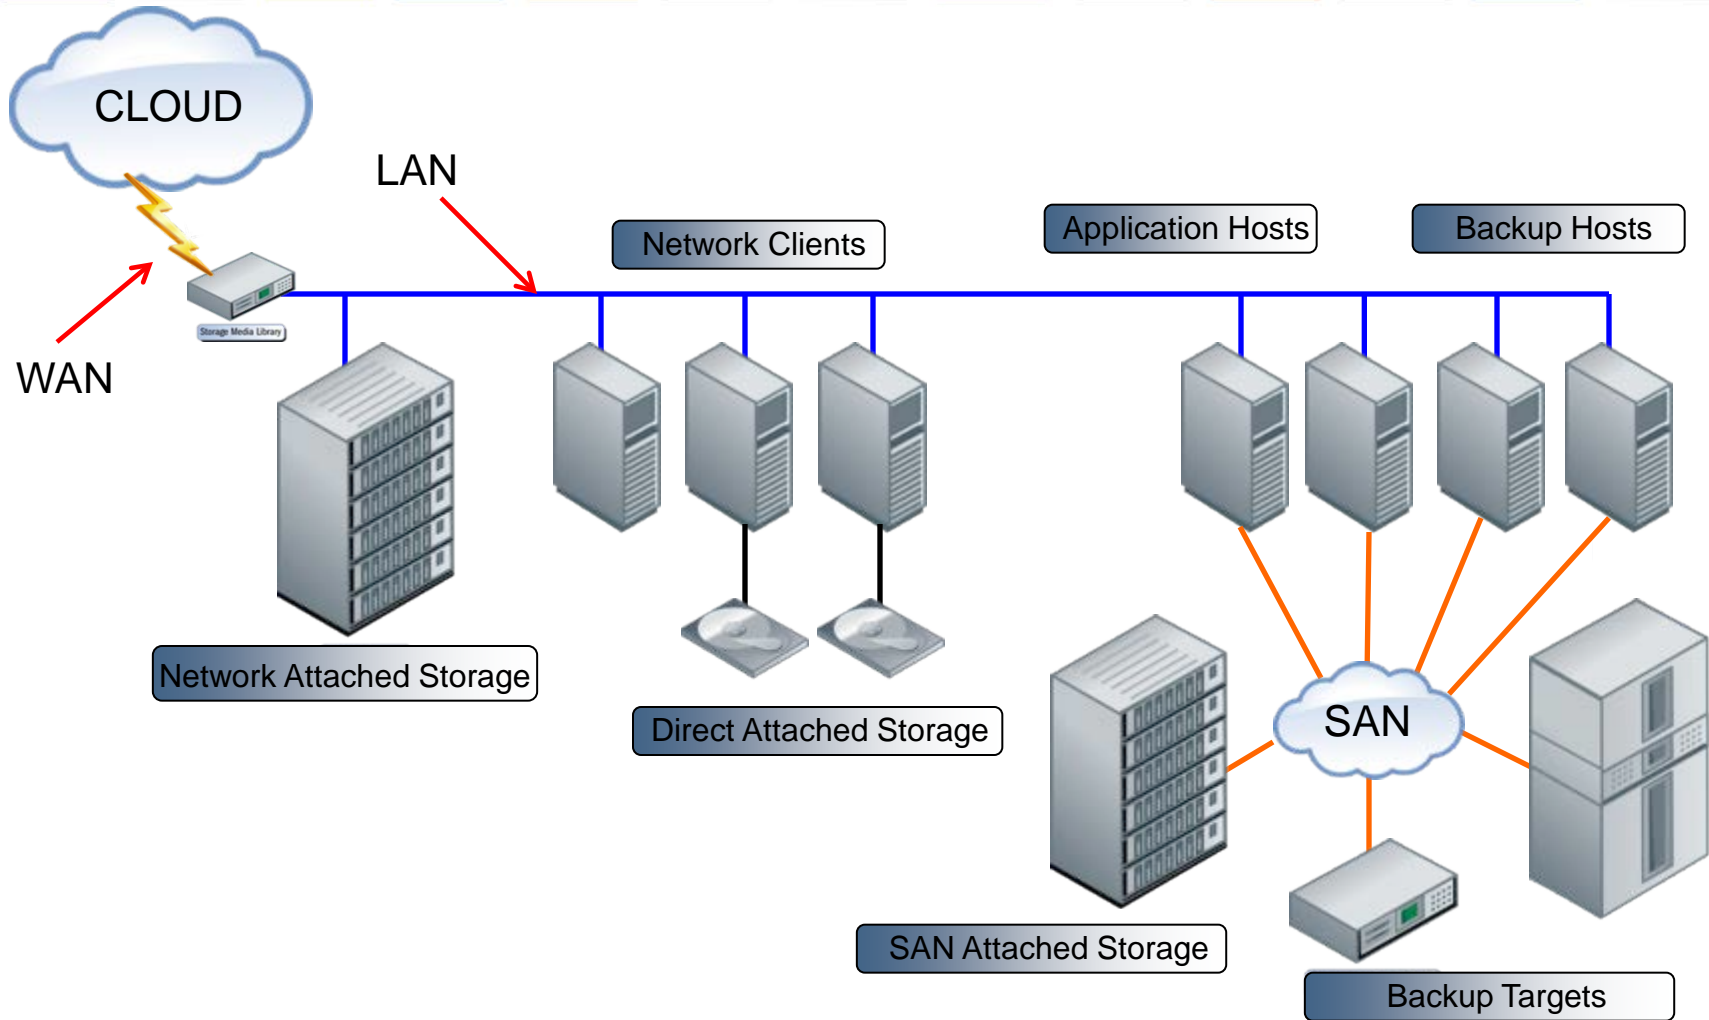 CLOUD
LAN
Network Clients
Application Hosts
Backup Hosts
Storage Media Library
WAN
Network Attached Storage
Direct Attached Storage
SAN
SAN Attached Storage
Backup Targets